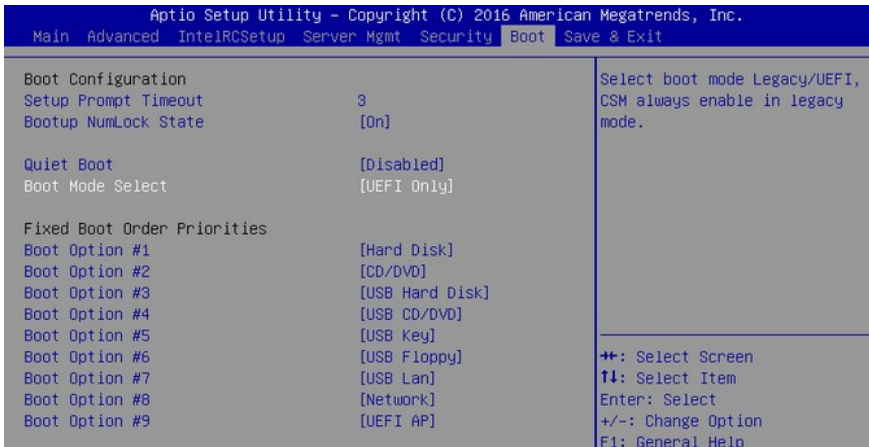 Aptio Setup Utility – Copyright (C) 2016 American Megatrends, Inc.
Main Advanced IntelRCSetup Server Mgmt Security Boot Save & Exit
Boot Configuration
Setup Prompt Timeout 3
Bootup NumLock State [On]
Quiet Boot [Disabled]
Boot Mode Select [UEFI Only]
Fixed Boot Order Priorities
Boot Option #1 [Hard Disk]
Boot Option #2 [CD/DVD]
Boot Option #3 [USB Hard Disk]
Boot Option #4 [USB CD/DVD]
Boot Option #5 [USB Key]
Boot Option #6 [USB Floppy]
Boot Option #7 [USB Lan]
Boot Option #8 [Network]
Boot Option #9 [UEFI AP]
Select boot mode Legacy/UEFI,
CSM always enable in legacy
mode.
→←: Select Screen
↑↓: Select Item
Enter: Select
+/-: Change Option
F1: General Help